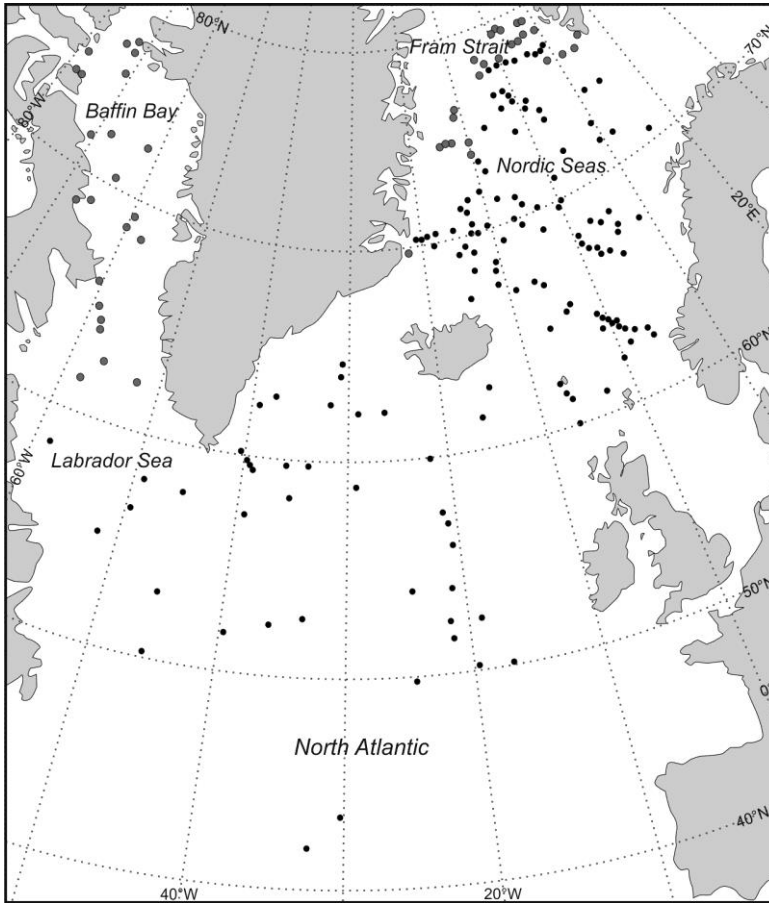 80°N
70°N
Fram Strait
80°W
Baffin Bay
Nordic Seas
20°E
60°N
60°W
Labrador Sea
50°N
North Atlantic
40°N
40°W
20°W